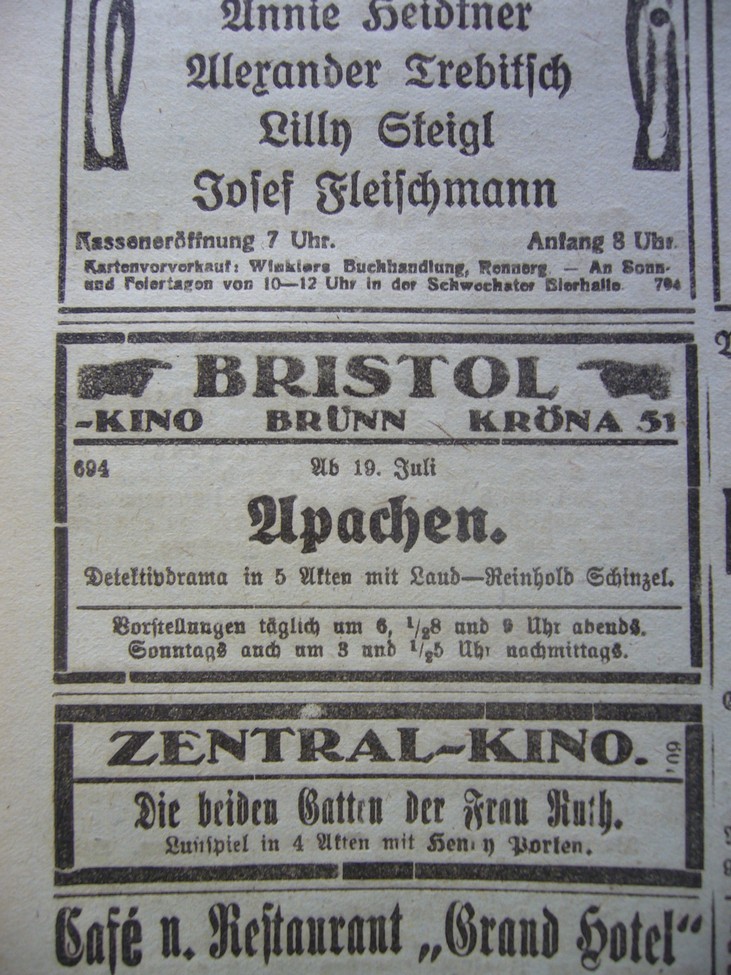 Annie Heidtner
Alexander Trebitsch
Lilly Steigl
Josef Fleischmann
Kasseneröffnung 7 Uhr. Anfang 8 Uhr.
Kartenvorverkauf: Winklers Buchhandlung, Rennerg. — An Sonn-
und Feiertagen von 10—12 Uhr in der Schwechater Bierhalle. 704
BRISTOL
-KINO BRÜNN KRÖNA 51
694 Ab 19. Juli
Apachen.
Detektivdrama in 5 Akten mit Laud—Reinhold Schinzel.
Vorstellungen täglich um 6, 1/28 und 9 Uhr abends.
Sonntags auch um 3 und 1/25 Uhr nachmittags.
ZENTRAL-KINO.
Die beiden Gatten der Frau Ruth.
Lustspiel in 4 Akten mit Henny Porten.
Café n. Restaurant „Grand Hotel“